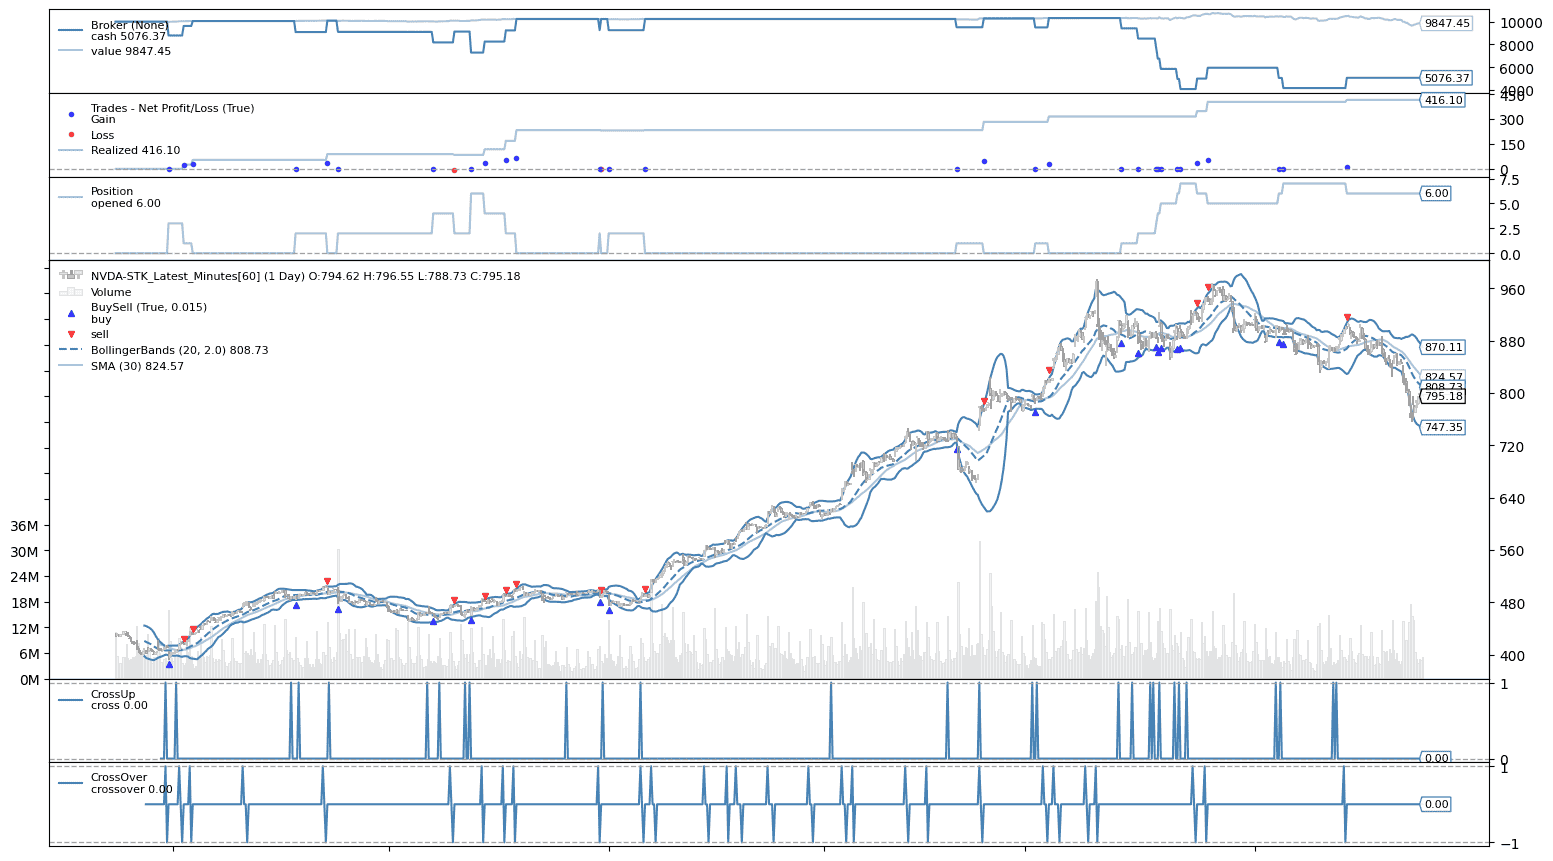 Broker (None)
cash 5076.37
value 9847.45
10000
8000
6000
4000
9847.45
5076.37
Trades - Net Profit/Loss (True)
Gain
Loss
Realized 416.10
450
300
150
0
416.10
Position
opened 6.00
7.5
5.0
2.5
0.0
6.00
NVDA-STK_Latest_Minutes[60] (1 Day) O:794.62 H:796.55 L:788.73 C:795.18
Volume
BuySell (True, 0.015)
buy
sell
BollingerBands (20, 2.0) 808.73
SMA (30) 824.57
960
880
800
720
640
560
480
400
870.11
824.57
808.73
795.18
747.35
36M
30M
24M
18M
12M
6M
0M
CrossUp
cross 0.00
1
0
0.00
CrossOver
crossover 0.00
1
−1
0.00